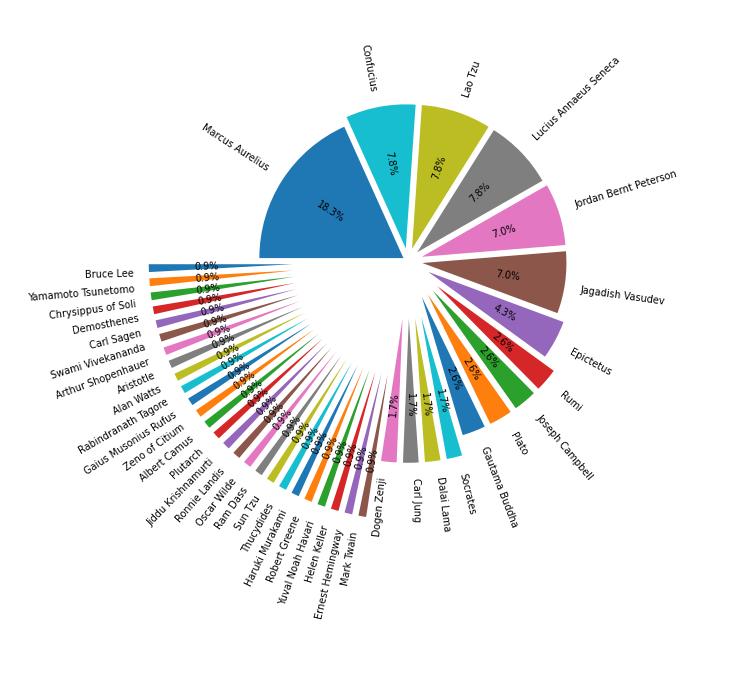 Marcus Aurelius
18.3%
Confucius
7.8%
Lao Tzu
7.8%
Lucius Annaeus Seneca
7.8%
Jordan Bernt Peterson
7.0%
Jagadish Vasudev
7.0%
Epictetus
4.3%
Rumi
2.6%
Joseph Campbell
2.6%
Plato
2.6%
Gautama Buddha
2.6%
Socrates
1.7%
Dalai Lama
1.7%
Carl Jung
1.7%
Dogen Zenji
1.7%
Mark Twain
0.9%
Ernest Hemingway
0.9%
Helen Keller
0.9%
Yuval Noah Havari
0.9%
Robert Greene
0.9%
Haruki Murakami
0.9%
Thucydides
0.9%
Sun Tzu
0.9%
Ram Dass
0.9%
Oscar Wilde
0.9%
Ronnie Landis
0.9%
Jiddu Krishnamurti
0.9%
Plutarch
0.9%
Albert Camus
0.9%
Zeno of Citium
0.9%
Gaius Musonius Rufus
0.9%
Rabindranath Tagore
0.9%
Alan Watts
0.9%
Aristotle
0.9%
Arthur Shopenhauer
0.9%
Swami Vivekananda
0.9%
Carl Sagen
0.9%
Demosthenes
0.9%
Chrysippus of Soli
0.9%
Yamamoto Tsunetomo
0.9%
Bruce Lee
0.9%